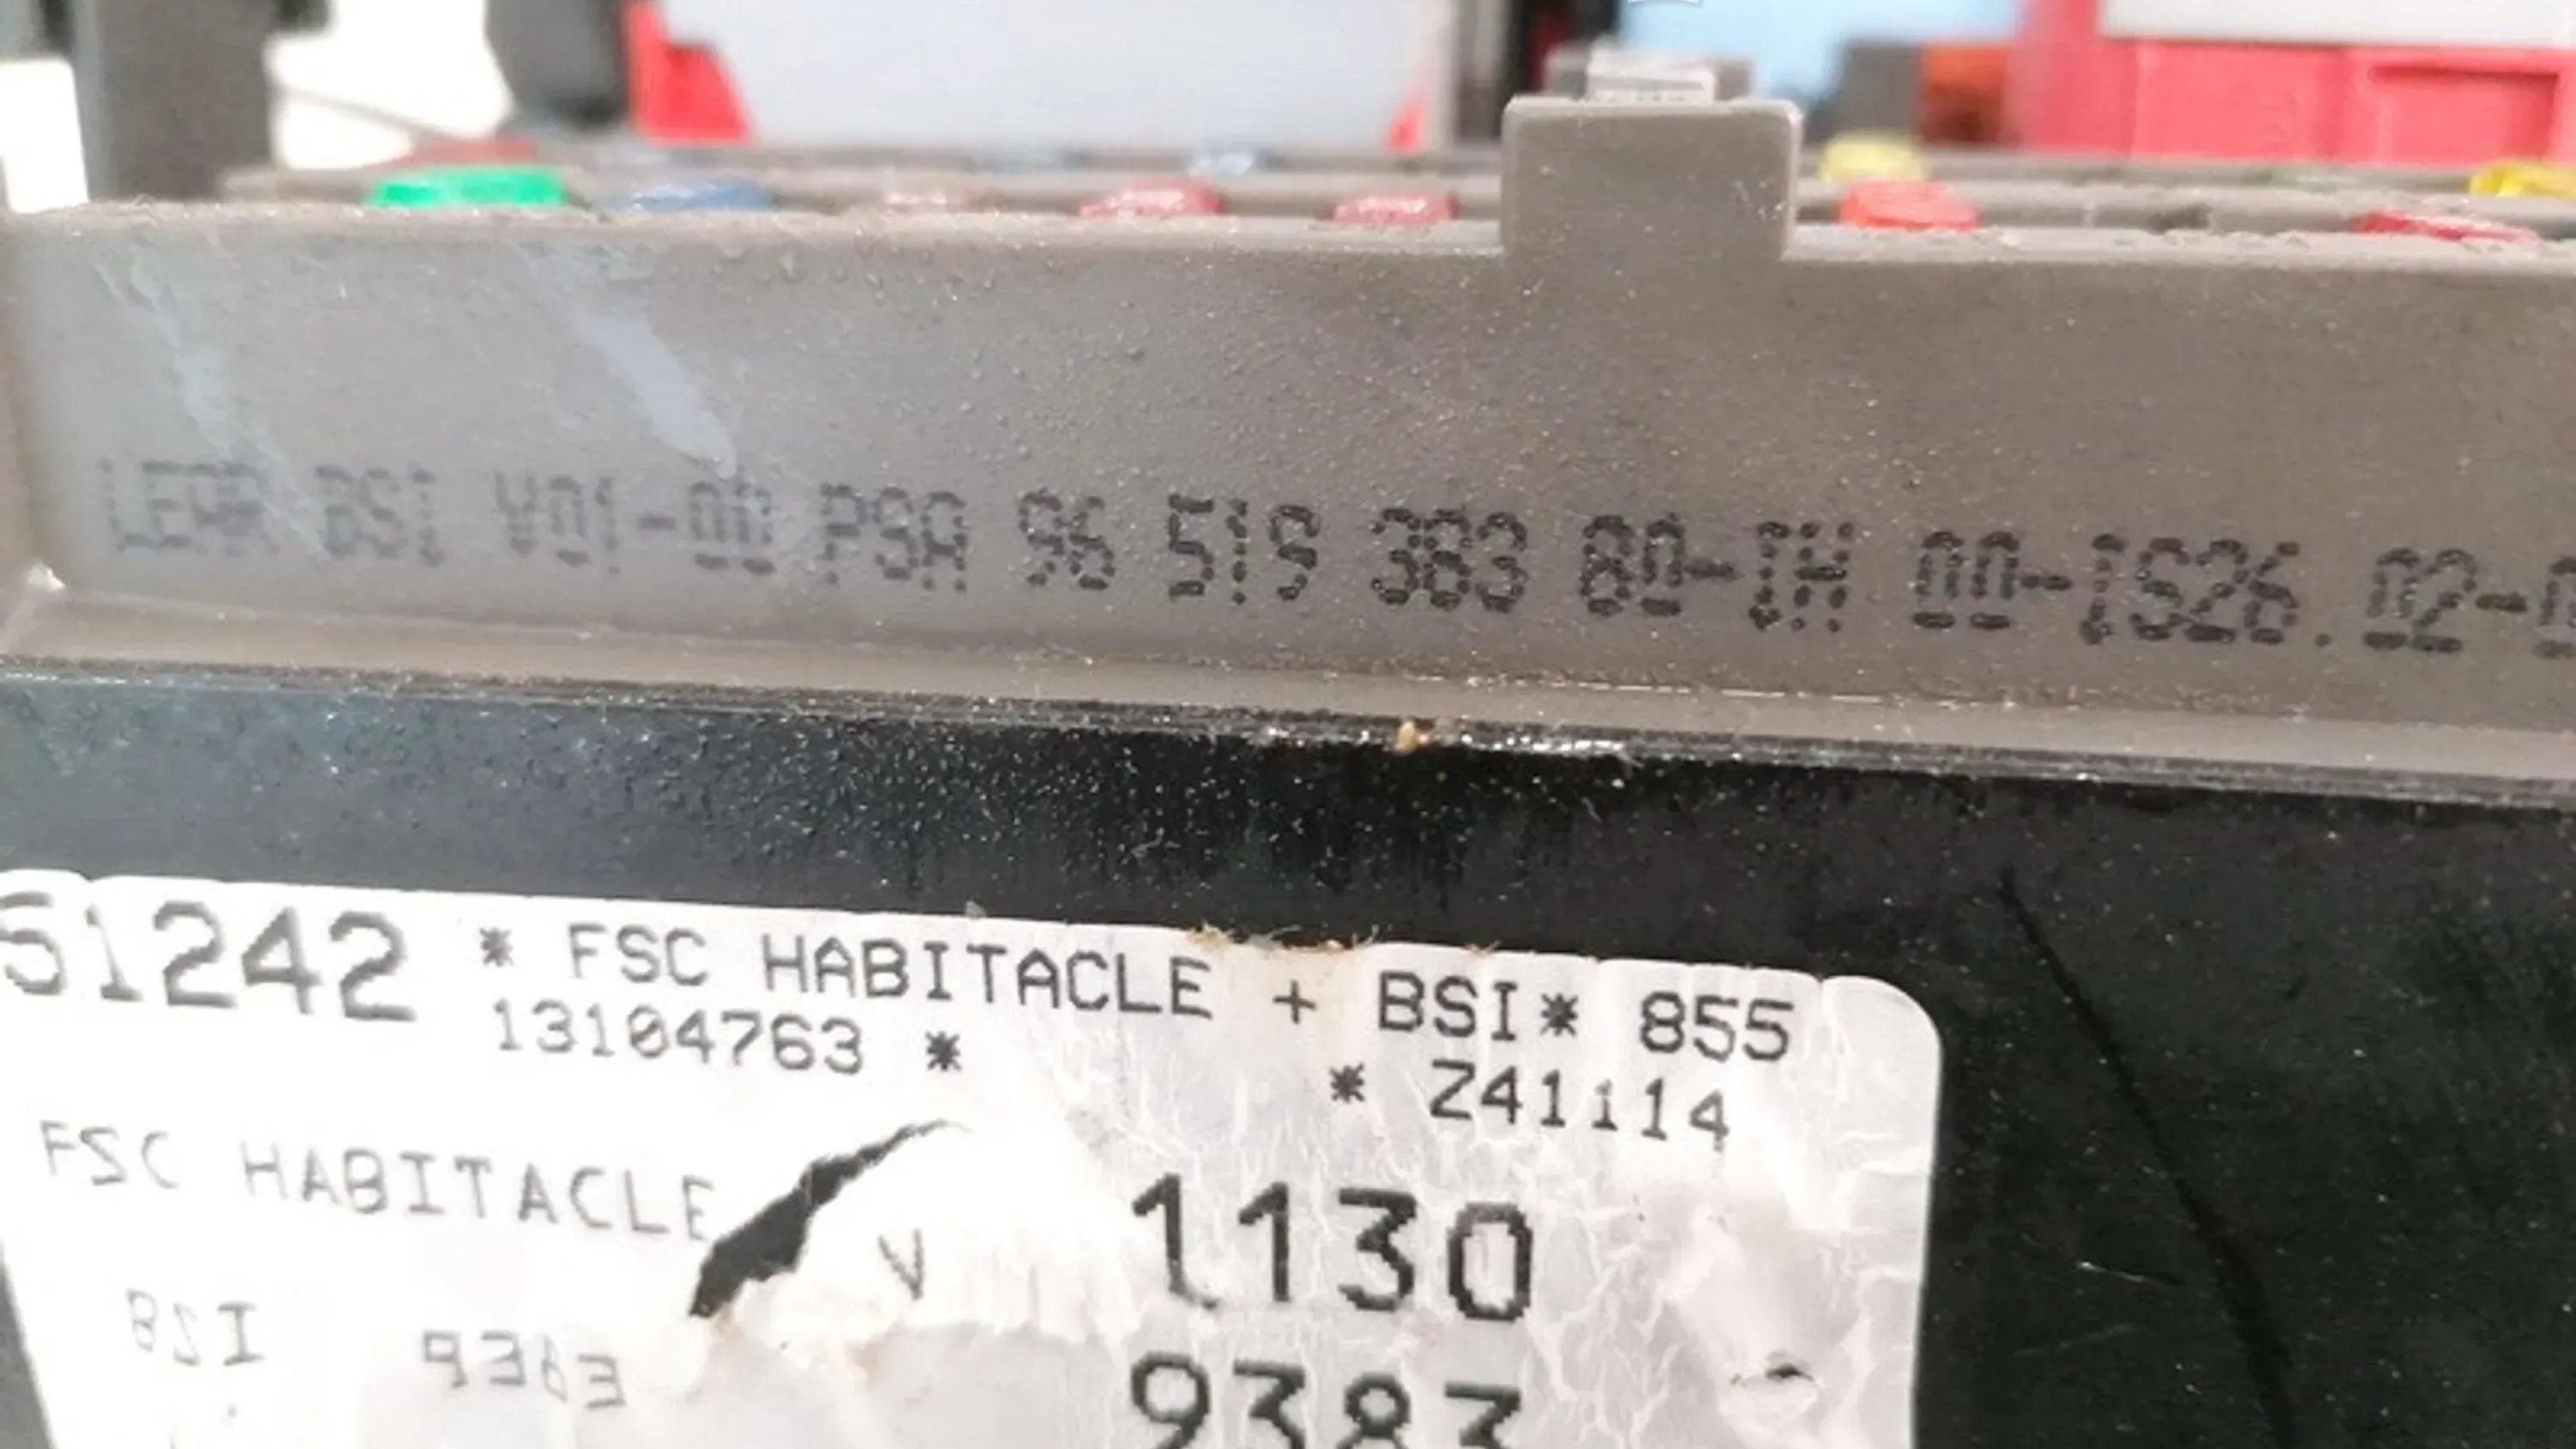 LEAR BSI V01-00 PSA 96 519 383 80-IH 00-IS26.02-
51242 * FSC HABITACLE + BSI* 855
13104763 * * Z41114
FSC HABITACLE V 1130
BSI 9383 9383